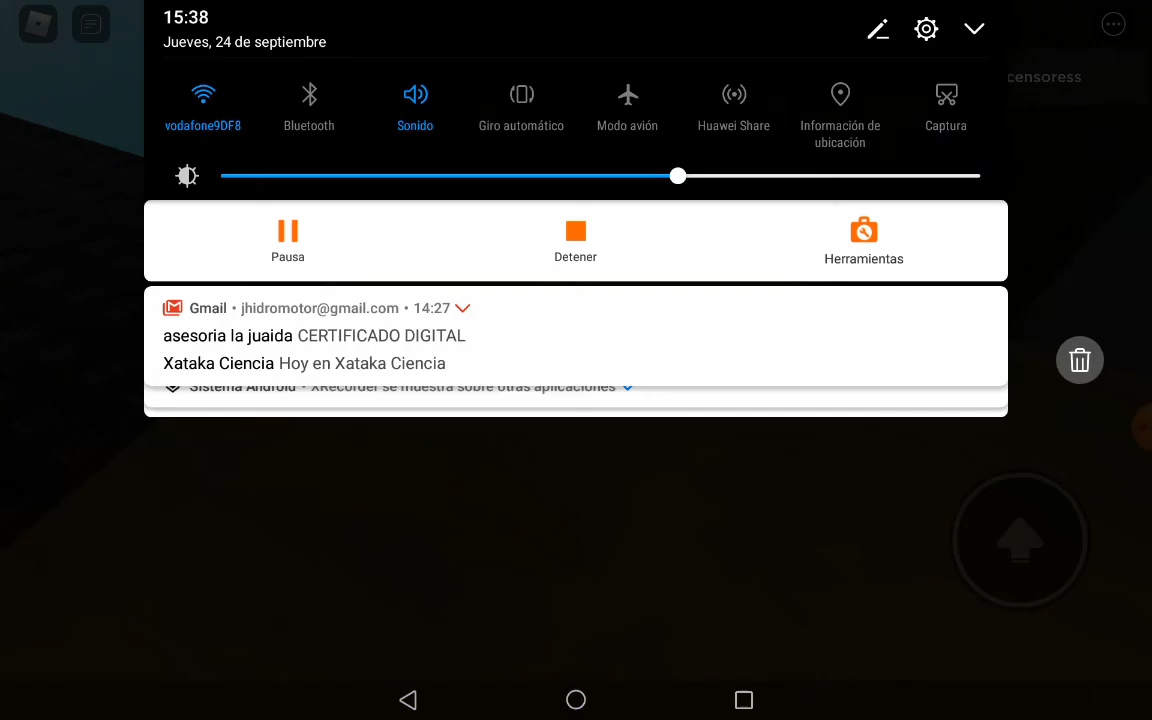 15:38
Jueves, 24 de septiembre
censoress
vodafone9DF8
Bluetooth
Sonido
Giro automático
Modo avión
Huawei Share
Información de
ubicación
Captura
Pausa
Detener
Herramientas
Gmail • jhidromotor@gmail.com • 14:27
asesoria la juaida CERTIFICADO DIGITAL
Xataka Ciencia Hoy en Xataka Ciencia
Sistema Android • XRecorder se muestra sobre otras aplicaciones